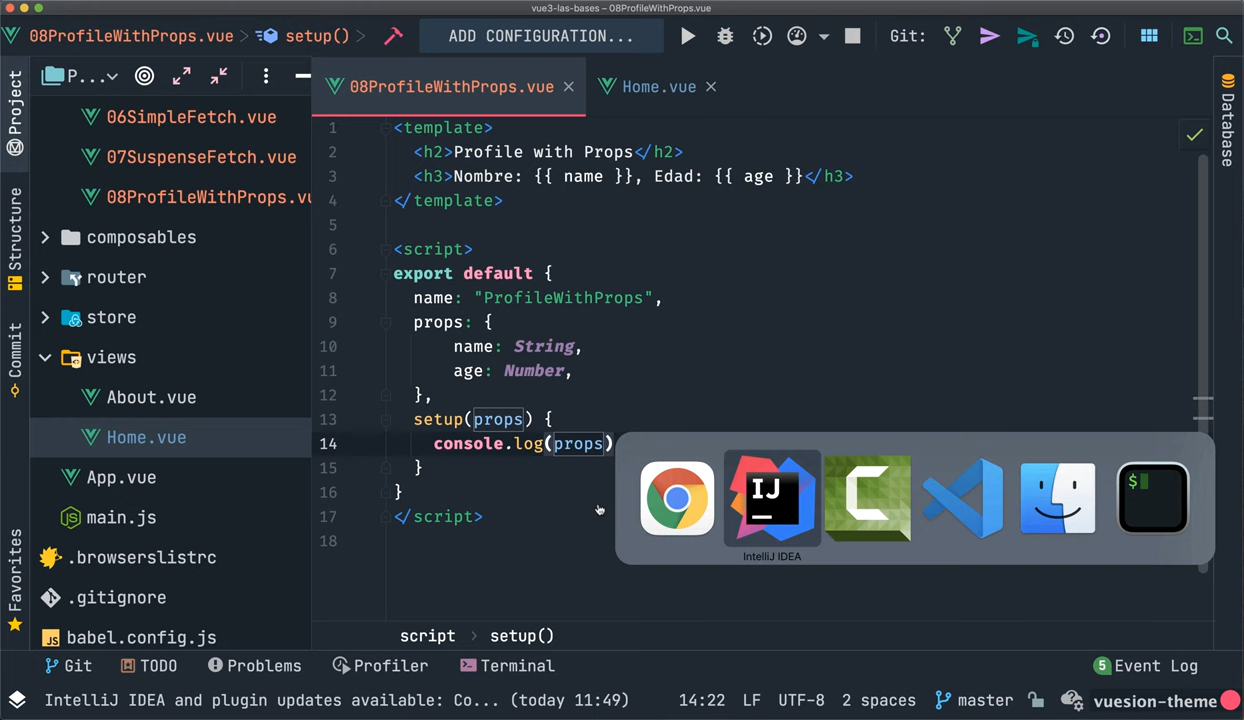 vue3-las-bases – 08ProfileWithProps.vue
08ProfileWithProps.vue
setup()
ADD CONFIGURATION...
Git:
P...
08ProfileWithProps.vue
Home.vue
Project
Structure
Commit
Favorites
Database
06SimpleFetch.vue
07SuspenseFetch.vue
08ProfileWithProps.vu
composables
router
store
views
About.vue
Home.vue
App.vue
main.js
.browserslistrc
.gitignore
babel.config.js
1 <template>
2 <h2>Profile with Props</h2>
3 <h3>Nombre: {{ name }}, Edad: {{ age }}</h3>
4 </template>
5
6 <script>
7 export default {
8 name: "ProfileWithProps",
9 props: {
10 name: String,
11 age: Number,
12 },
13 setup(props) {
14 console.log(props)
15 }
16 }
17 </script>
18
IJ
C
$
IntelliJ IDEA
script > setup()
Git
TODO
Problems
Profiler
Terminal
5 Event Log
IntelliJ IDEA and plugin updates available: Co... (today 11:49)
14:22
LF
UTF-8
2 spaces
master
vuesion-theme